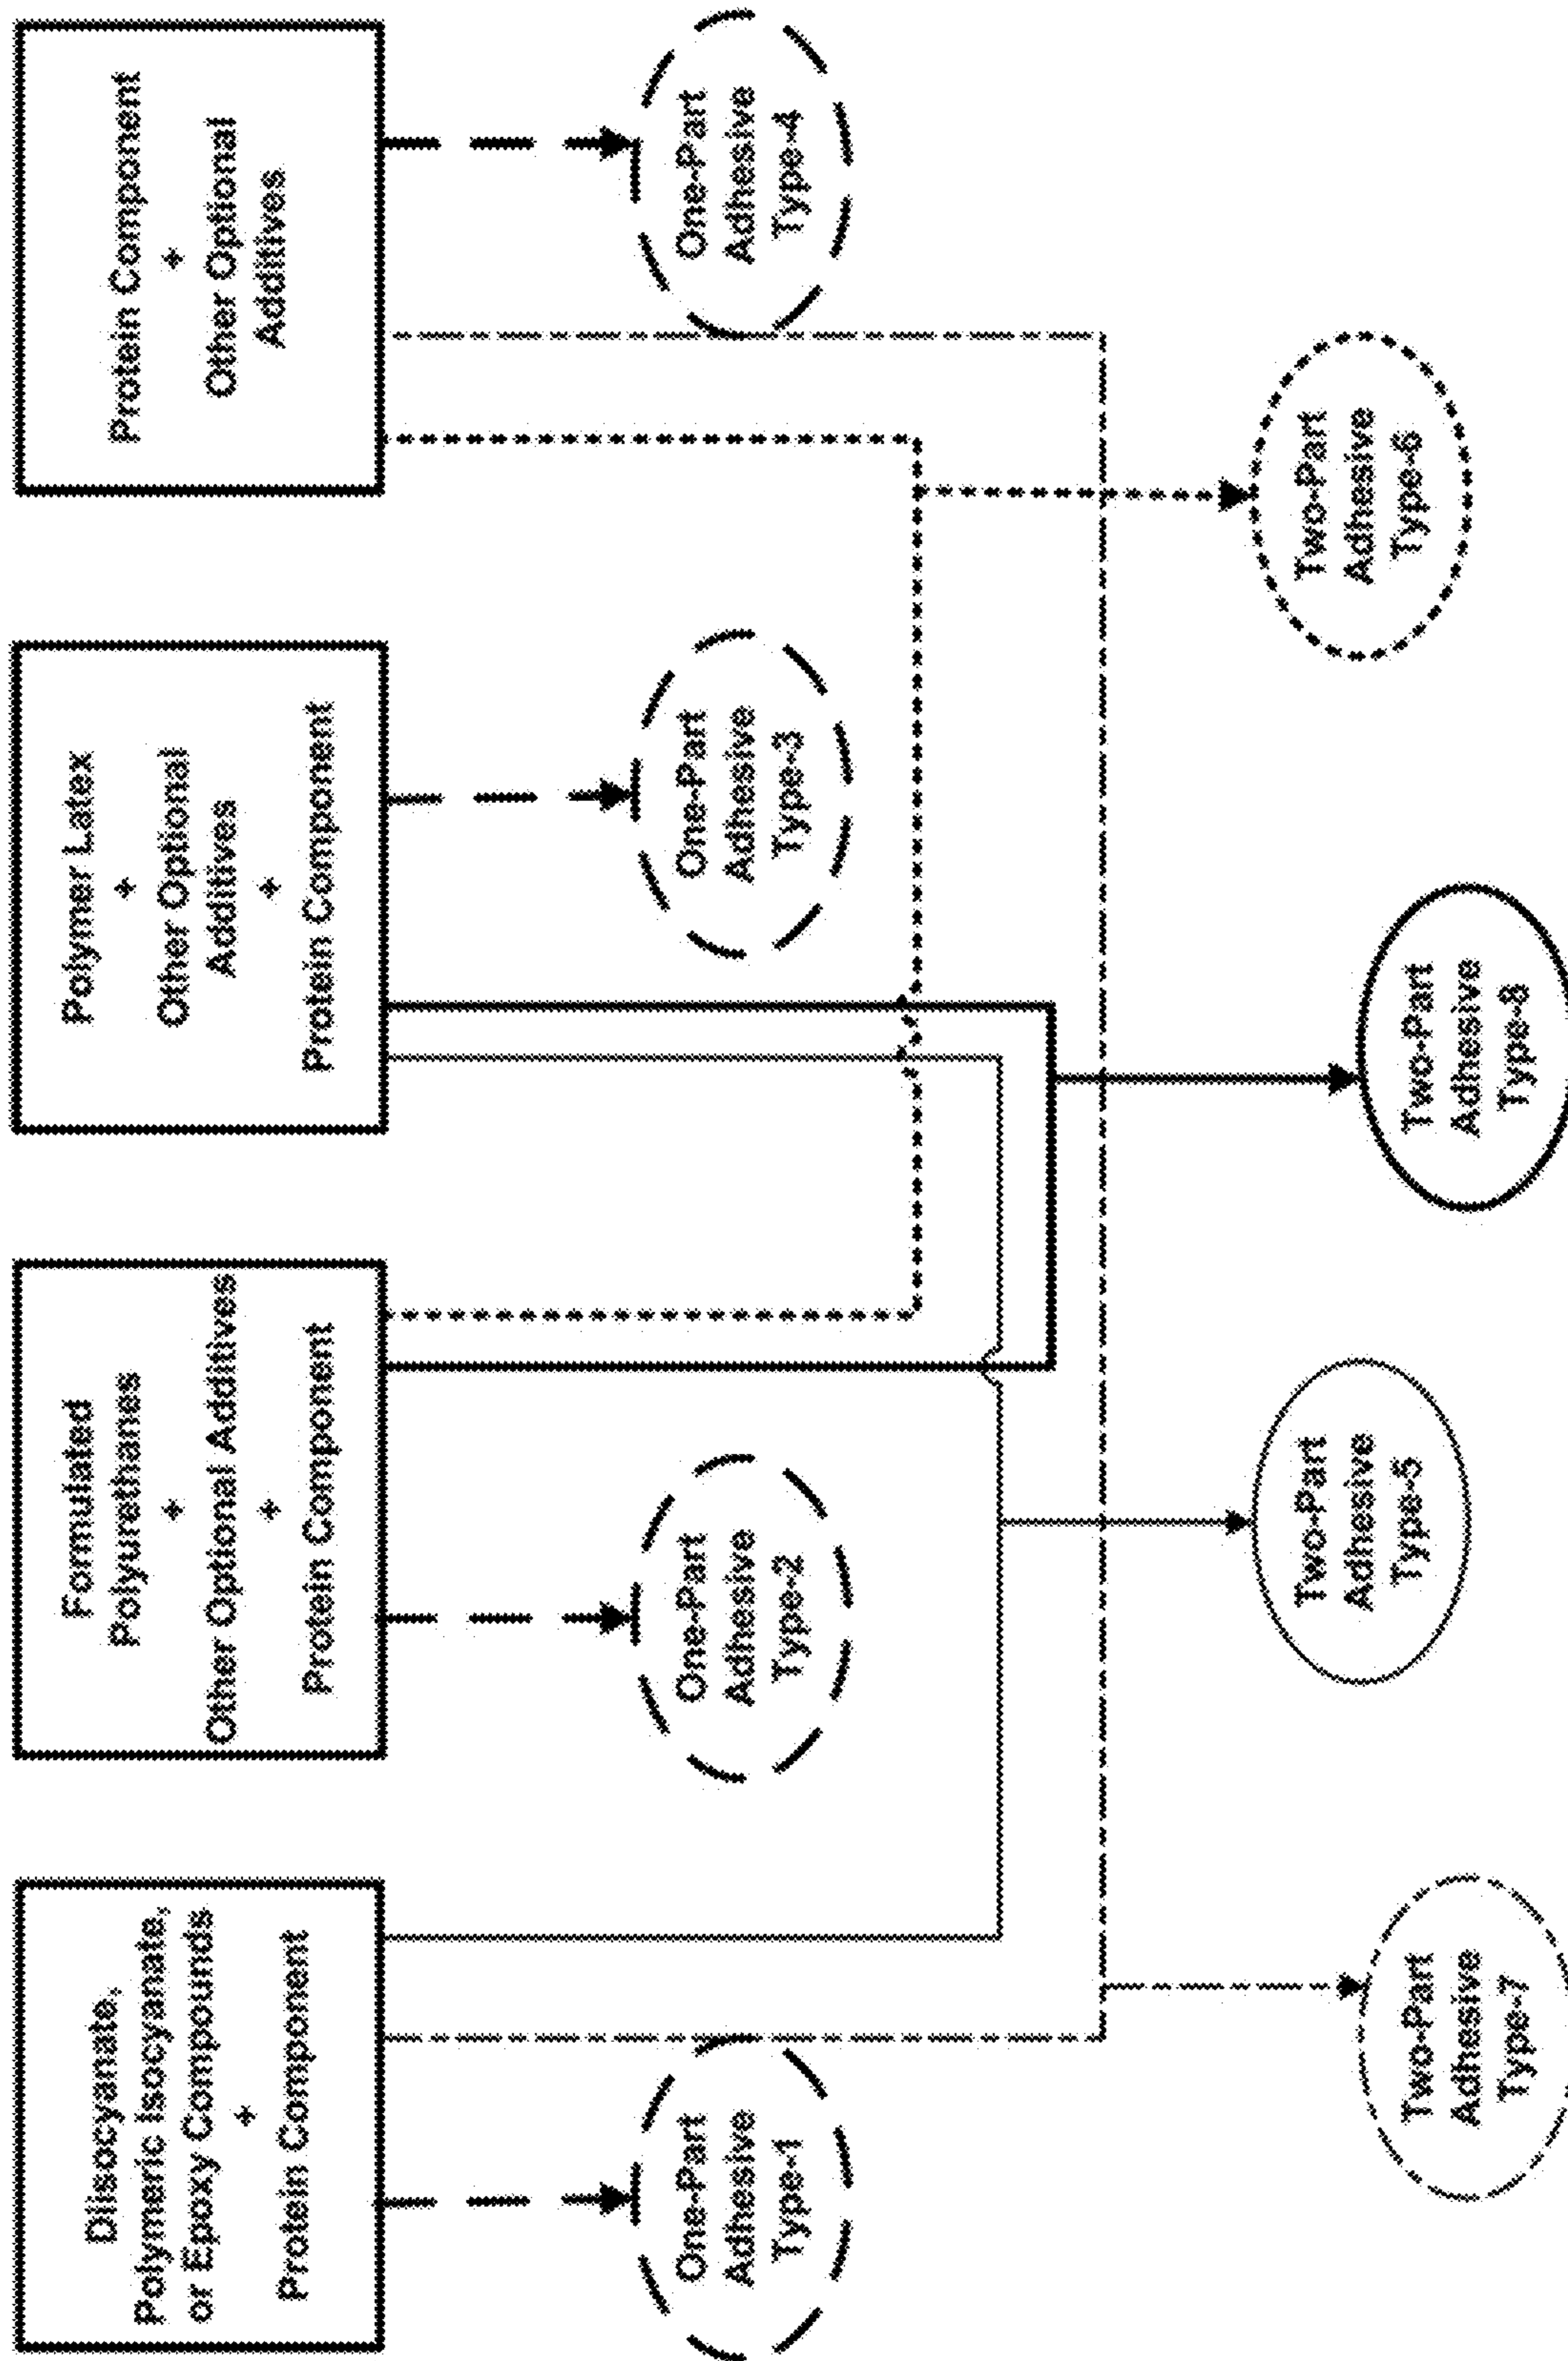 Diisocyanate,
Polymeric Isocyanate,
or Epoxy Compounds
+
Protein Component
Formulated
Polyurethanes
+
Other Optional Additives
+
Protein Component
Polymer Latex
+
Other Optional
Additives
+
Protein Component
Protein Component
+
Other Optional
Additives
One-Part
Adhesive
Type-1
One-Part
Adhesive
Type-2
One-Part
Adhesive
Type-3
One-Part
Adhesive
Type-4
Two-Part
Adhesive
Type-7
Two-Part
Adhesive
Type-5
Two-Part
Adhesive
Type-8
Two-Part
Adhesive
Type-6